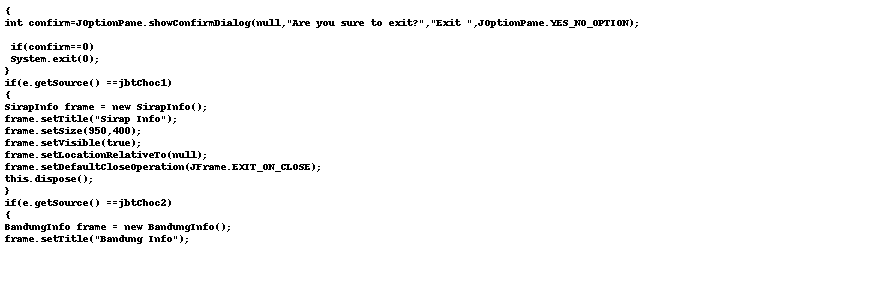 {
int confirm=JOptionPane.showConfirmDialog(null,"Are you sure to exit?","Exit ",JOptionPane.YES_NO_OPTION);
if(confirm==0)
System.exit(0);
}
if(e.getSource() ==jbtChoc1)
{
SirapInfo frame = new SirapInfo();
frame.setTitle("Sirap Info");
frame.setSize(950,400);
frame.setVisible(true);
frame.setLocationRelativeTo(null);
frame.setDefaultCloseOperation(JFrame.EXIT_ON_CLOSE);
this.dispose();
}
if(e.getSource() ==jbtChoc2)
{
BandungInfo frame = new BandungInfo();
frame.setTitle("Bandung Info");